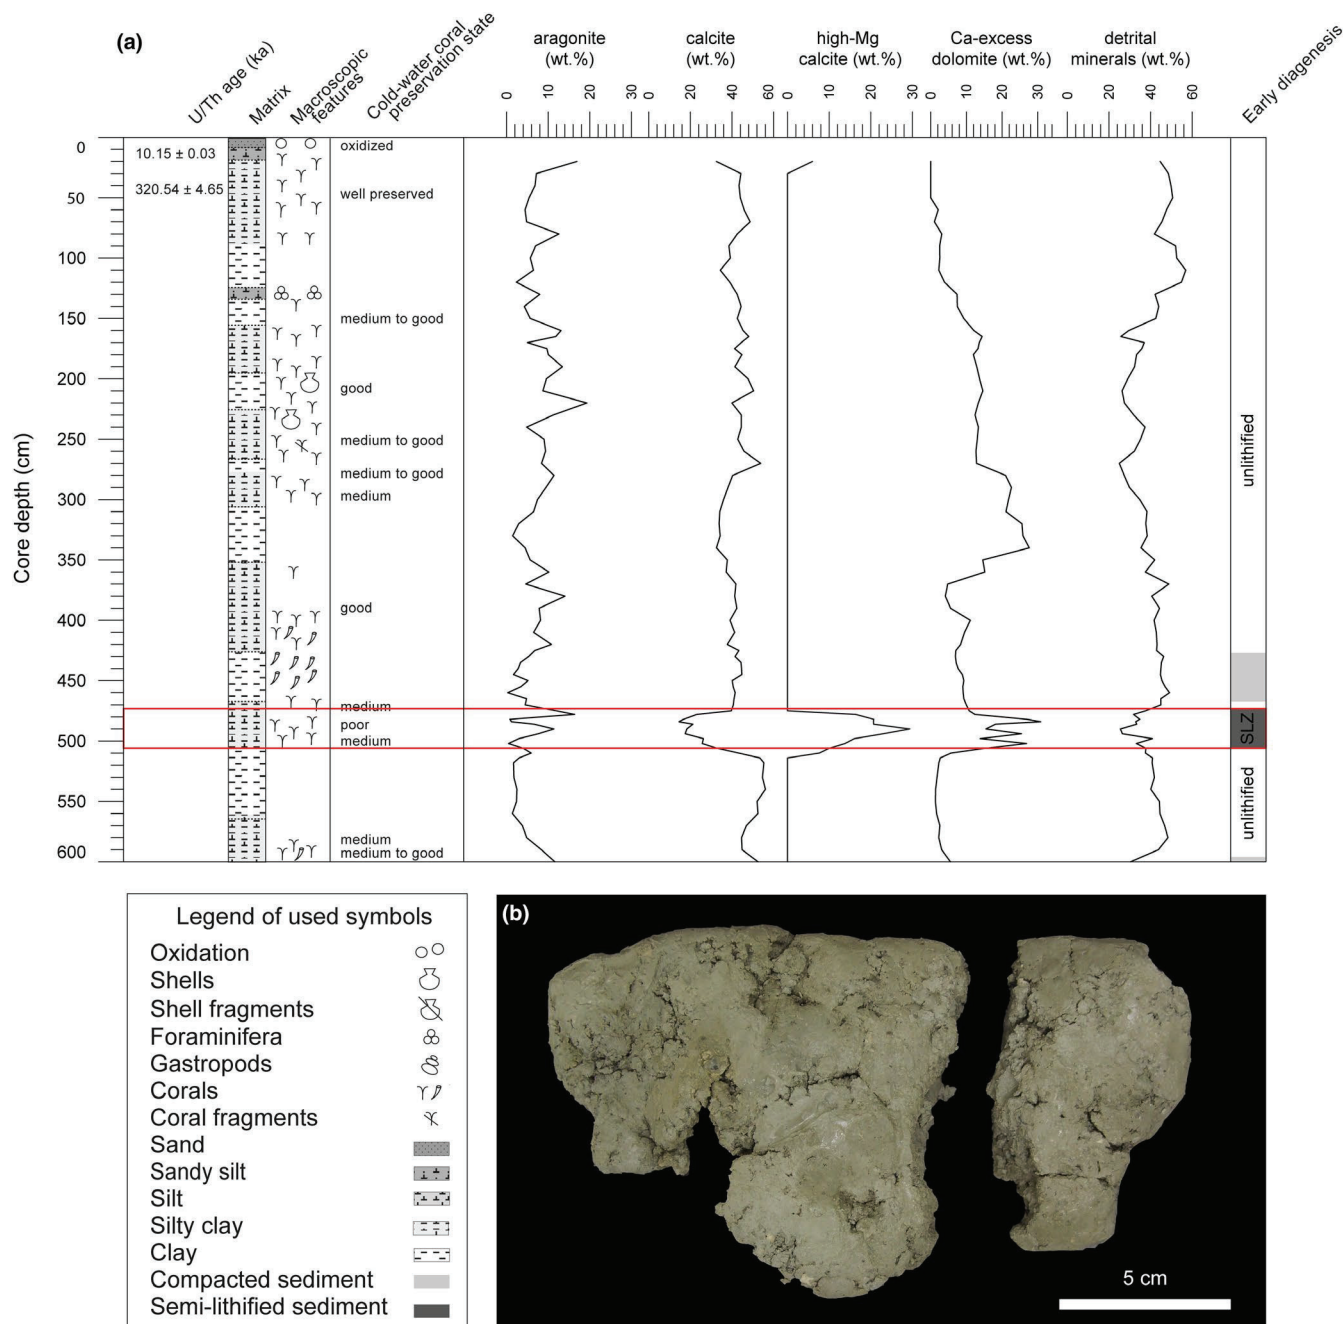 (a)
U/Th age (ka)
Matrix
Macroscopic
features
Cold-water coral
preservation state
aragonite
(wt.%)
calcite
(wt.%)
high-Mg
calcite (wt.%)
Ca-excess
dolomite (wt.%)
detrital
minerals (wt.%)
Early diagenesis
0 10 20 30
0 20 40 60
0 10 20 30
0 10 20 30
0 20 40 60
Core depth (cm)
0
50
100
150
200
250
300
350
400
450
500
550
600
10.15 ± 0.03
320.54 ± 4.65
oxidized
well preserved
medium to good
good
medium to good
medium to good
medium
good
medium
poor
medium
medium
medium to good
unlithified
SLZ
unlithified
Legend of used symbols
Oxidation
Shells
Shell fragments
Foraminifera
Gastropods
Corals
Coral fragments
Sand
Sandy silt
Silt
Silty clay
Clay
Compacted sediment
Semi-lithified sediment
(b)
5 cm